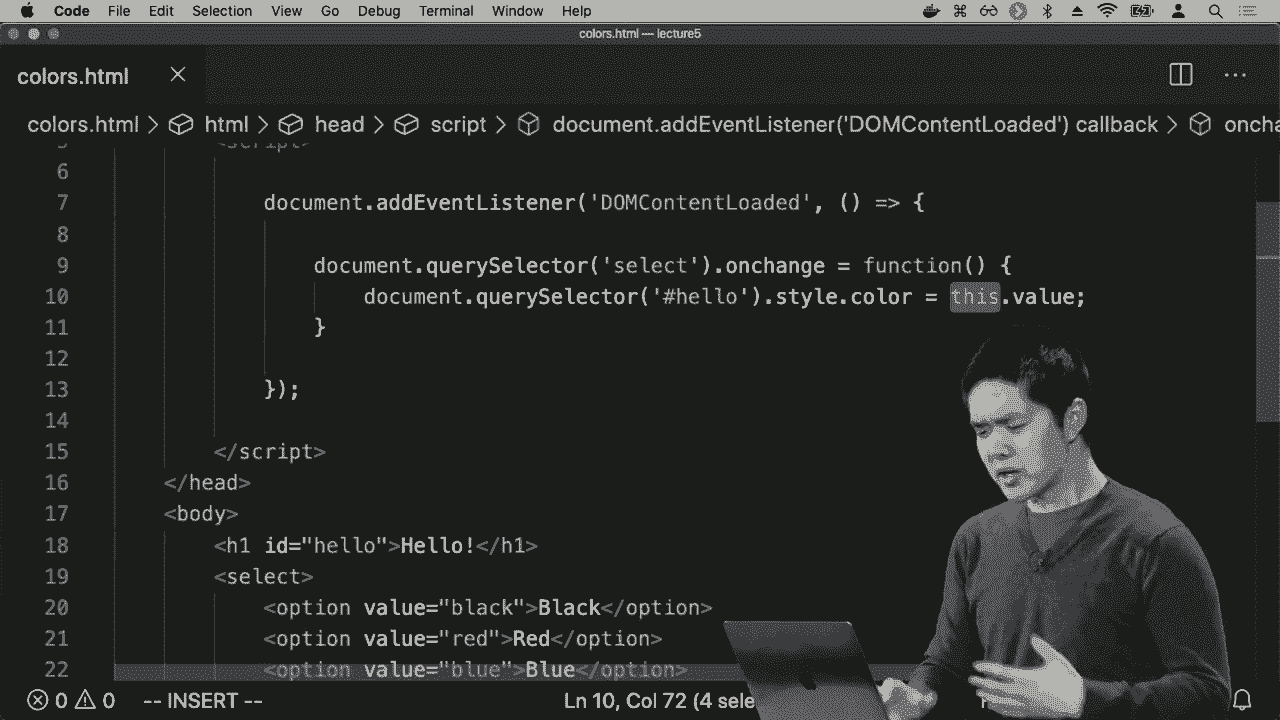 Code File Edit Selection View Go Debug Terminal Window Help
colors.html — lecture5
colors.html
colors.html > html > head > script > document.addEventListener('DOMContentLoaded') callback > oncha
5 <script>
6
7 document.addEventListener('DOMContentLoaded', () => {
8
9 document.querySelector('select').onchange = function() {
10 document.querySelector('#hello').style.color = this.value;
11 }
12
13 });
14
15 </script>
16 </head>
17 <body>
18 <h1 id="hello">Hello!</h1>
19 <select>
20 <option value="black">Black</option>
21 <option value="red">Red</option>
22 <option value="blue">Blue</option>
0 0 -- INSERT -- Ln 10, Col 72 (4 sele